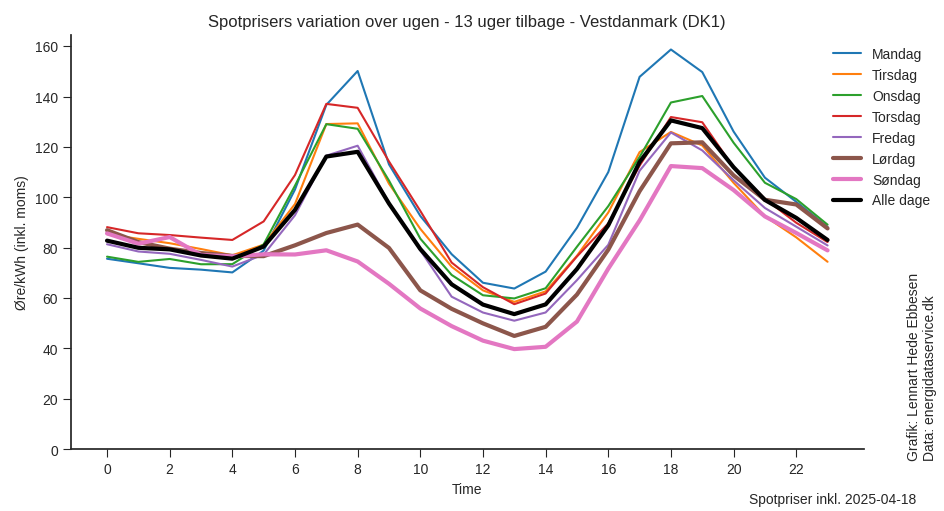 Spotprisers variation over ugen - 13 uger tilbage - Vestdanmark (DK1)
160
140
120
100
80
60
40
20
0
Øre/kWh (inkl. moms)
0 2 4 6 8 10 12 14 16 18 20 22
Time
Mandag
Tirsdag
Onsdag
Torsdag
Fredag
Lørdag
Søndag
Alle dage
Grafik: Lennart Hede Ebbesen
Data: energidataservice.dk
Spotpriser inkl. 2025-04-18